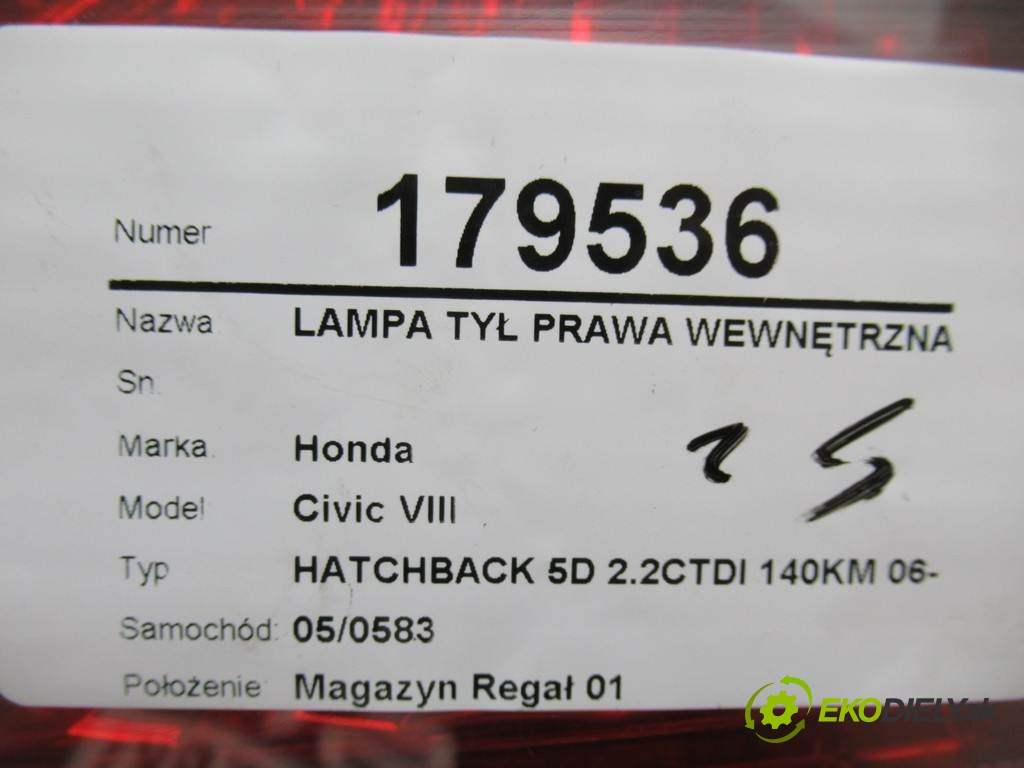 Numer 179536
Nazwa LAMPA TYŁ PRAWA WEWNĘTRZNA
Sn.
Marka Honda
Model Civic VIII
Typ HATCHBACK 5D 2.2CTDI 140KM 06-
Samochód: 05/0583
Położenie Magazyn Regał 01
EKODIELY.sk